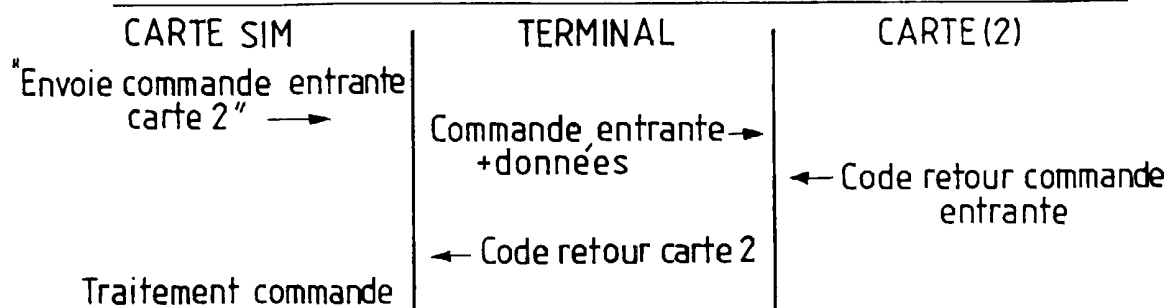 CARTE SIM
TERMINAL
CARTE (2)
"Envoie commande entrante
carte 2" →
Commande entrante →
+données
← Code retour commande
entrante
← Code retour carte 2
Traitement commande